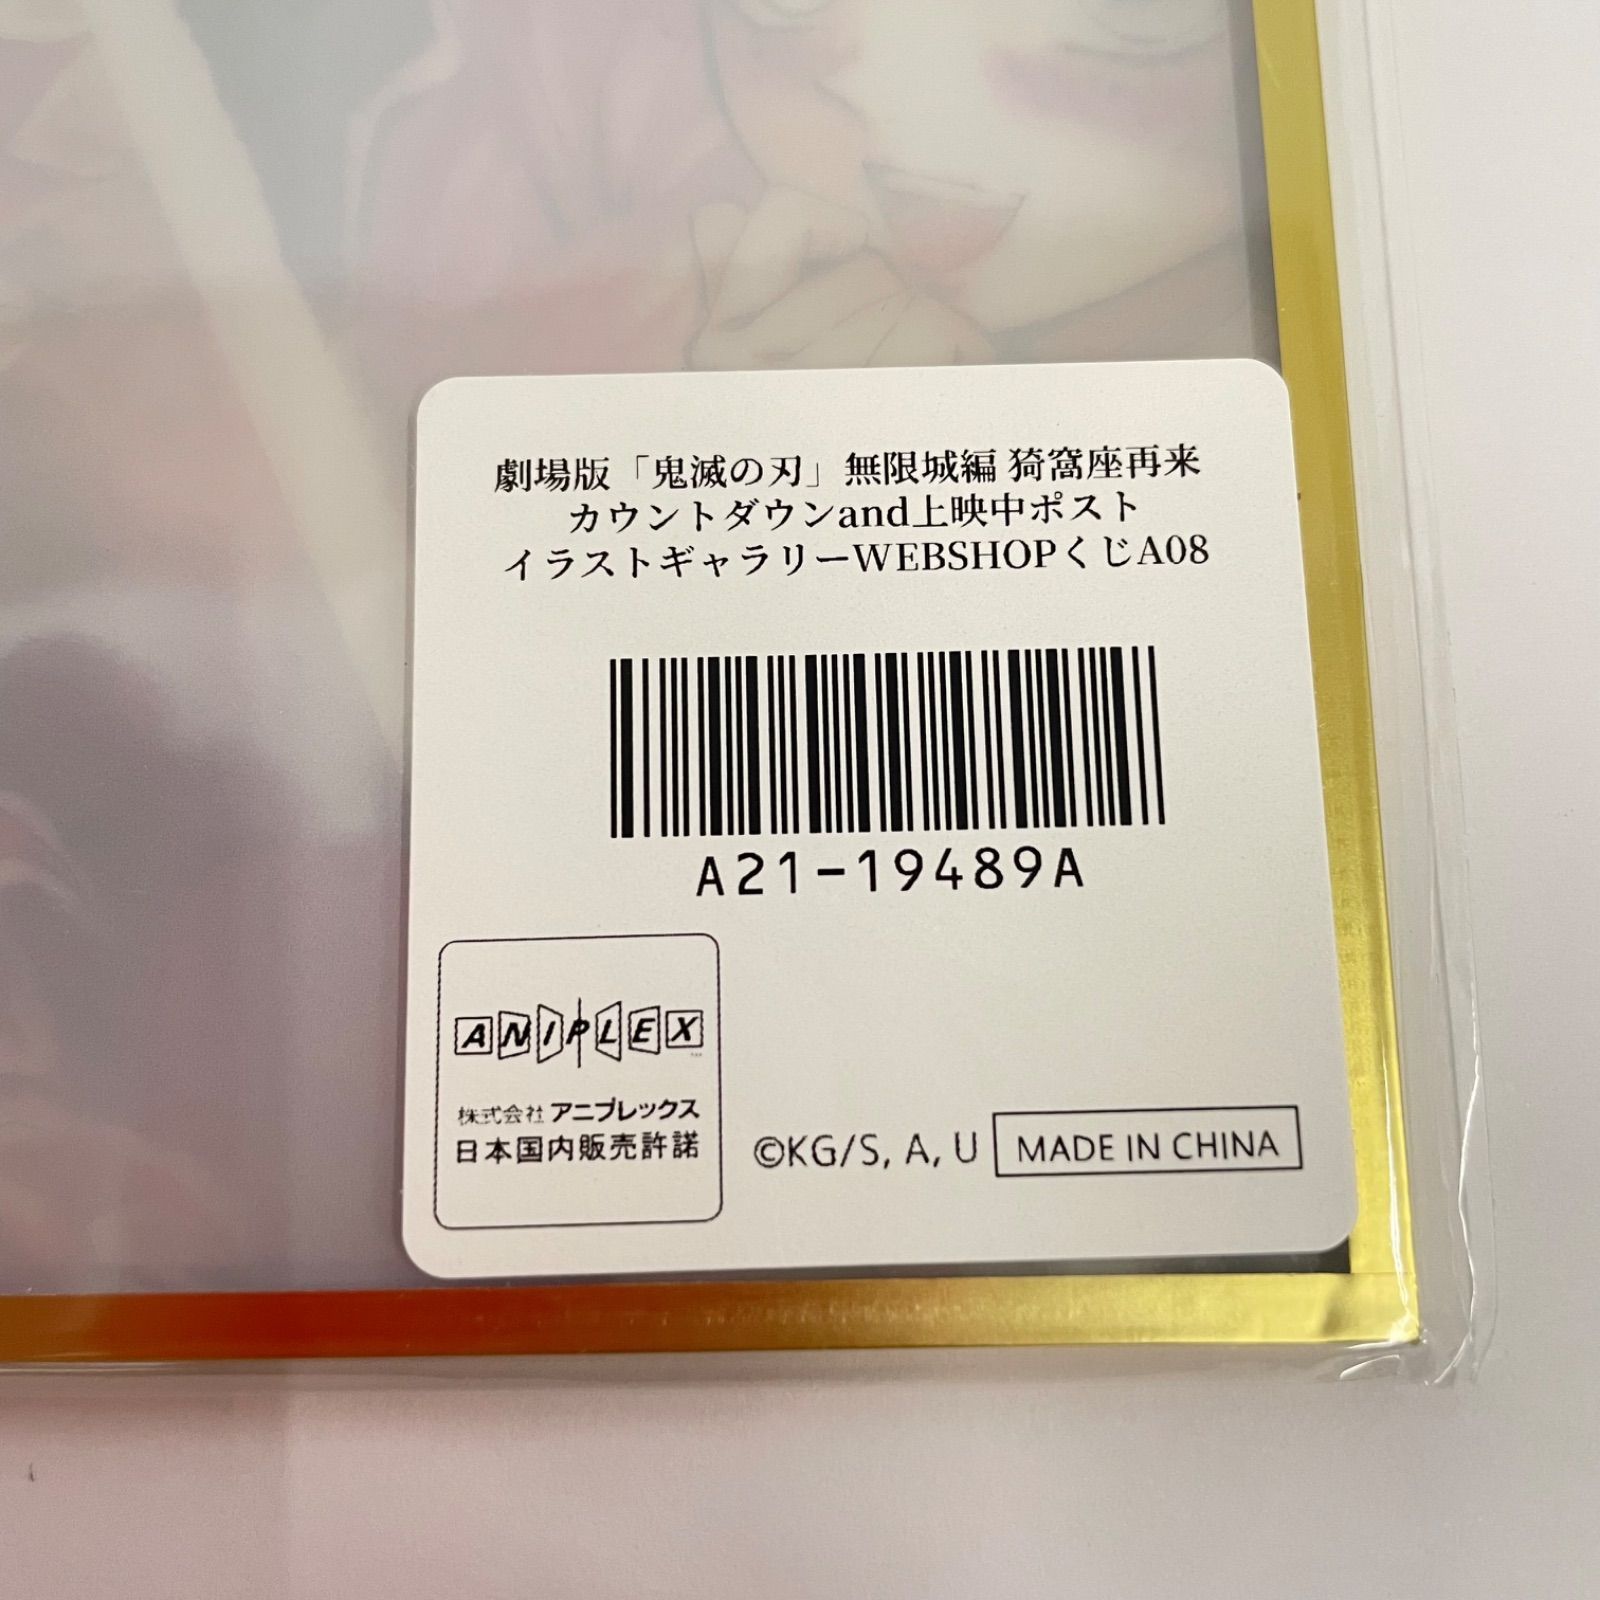 劇場版「鬼滅の刃」無限城編 猗窩座再来
カウントダウンand上映中ポスト
イラストギャラリーWEBSHOPくじA08
A21-19489A
ANIPLEX
株式会社アニプレックス
日本国内販売許諾
©KG/S, A, U
MADE IN CHINA